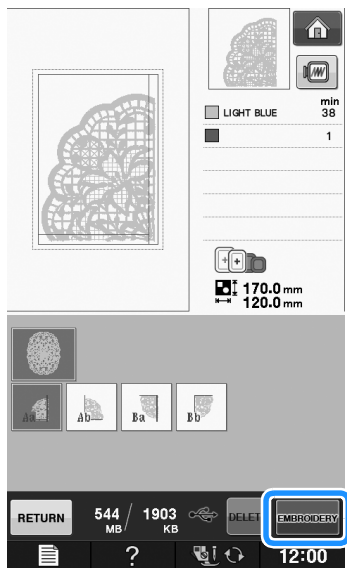 min
LIGHT BLUE 38
1
170.0 mm
120.0 mm
Aa Ab Ba Bb
RETURN 544 MB / 1903 KB DELET EMBROIDERY
? 12:00